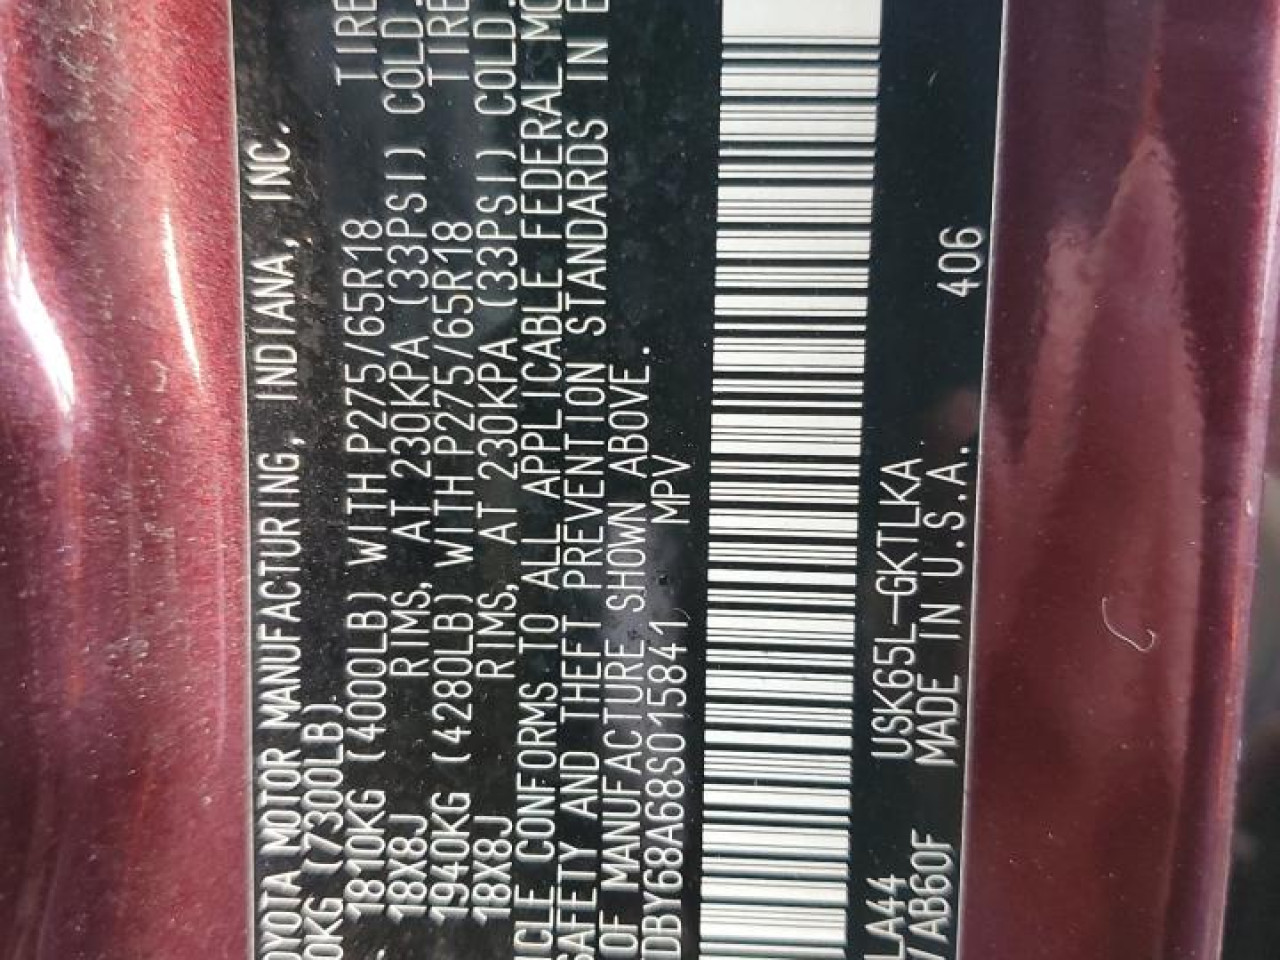 OYOTA MOTOR MANUFACTURING, INDIANA, INC.
0KG (7300LB).
1810KG (4000LB) WITH P275/65R18 TIRE
18X8J RIMS, AT 230KPA (33PSI) COLD.
1940KG (4280LB) WITH P275/65R18 TIRE
18X8J RIMS, AT 230KPA (33PSI) COLD.
ICLE CONFORMS TO ALL APPLICABLE FEDERAL MO
SAFETY AND THEFT PREVENTION STANDARDS IN E
OF MANUFACTURE SHOWN ABOVE.
DBY68A68S015841 MPV
LA44 USK65L-GKTLKA
/AB60F MADE IN U.S.A. 406